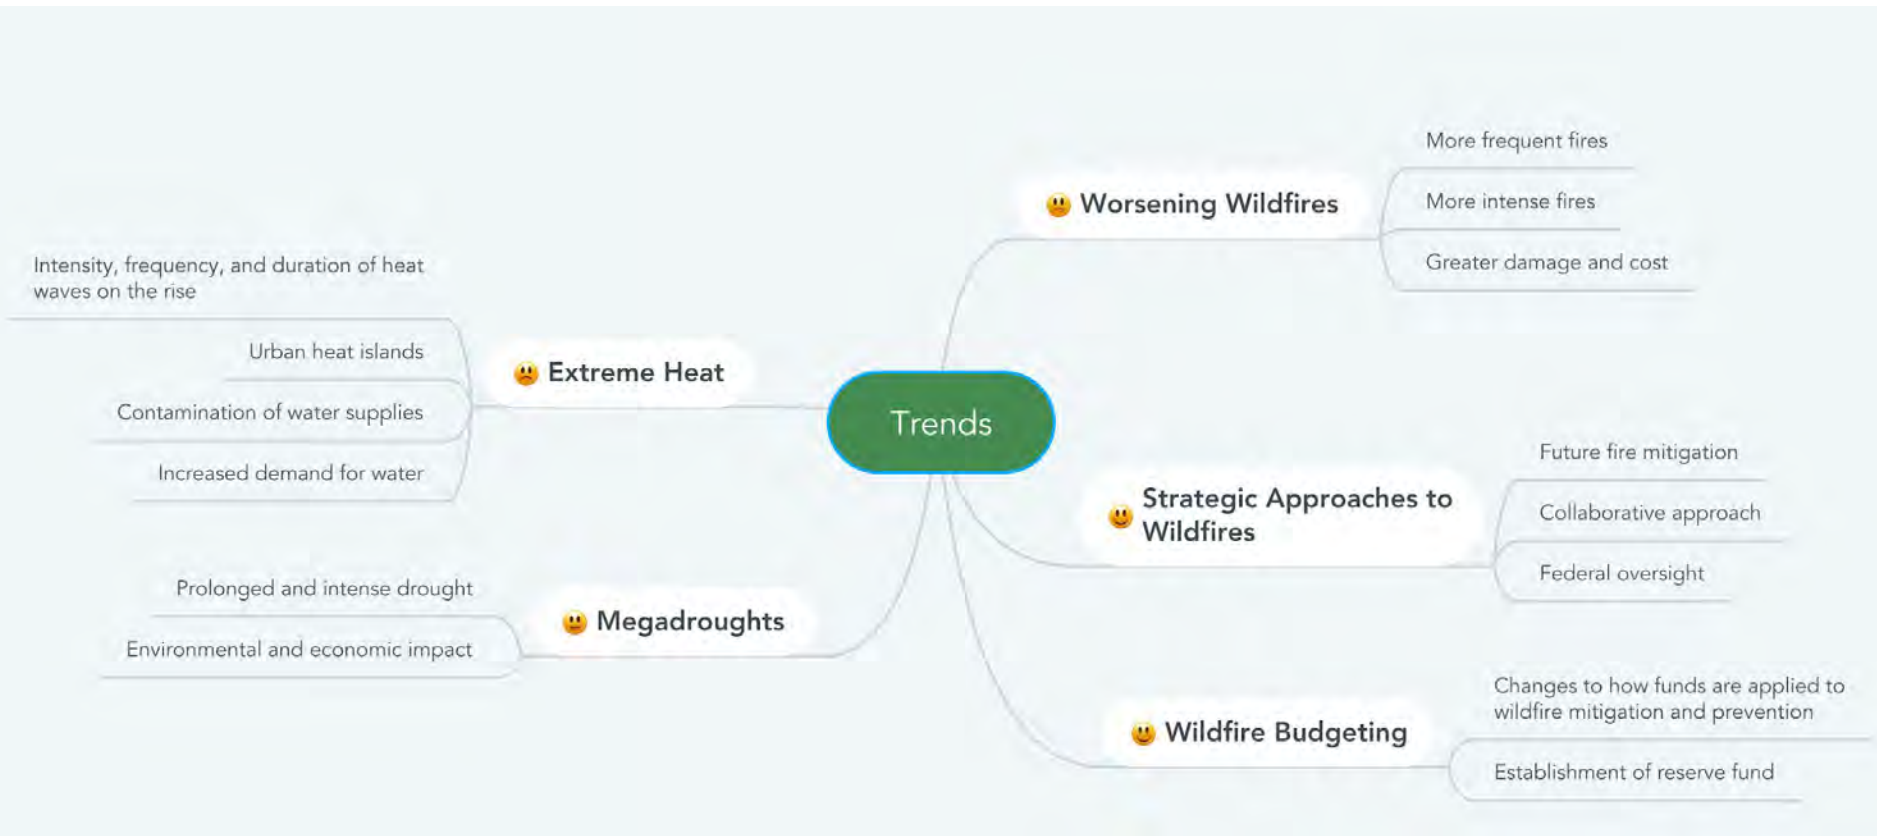 Trends
Worsening Wildfires
More frequent fires
More intense fires
Greater damage and cost
Strategic Approaches to
Wildfires
Future fire mitigation
Collaborative approach
Federal oversight
Wildfire Budgeting
Changes to how funds are applied to
wildfire mitigation and prevention
Establishment of reserve fund
Extreme Heat
Intensity, frequency, and duration of heat
waves on the rise
Urban heat islands
Contamination of water supplies
Increased demand for water
Megadroughts
Prolonged and intense drought
Environmental and economic impact